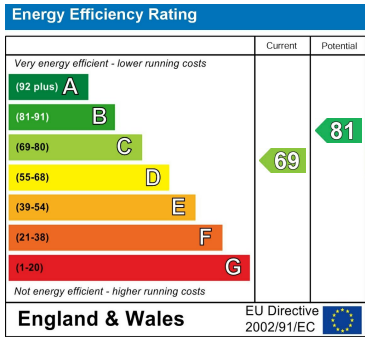 Energy Efficiency Rating
Current Potential
Very energy efficient - lower running costs
(92 plus) A
(81-91) B
81
(69-80) C
69
(55-68) D
(39-54) E
(21-38) F
(1-20) G
Not energy efficient - higher running costs
England & Wales
EU Directive
2002/91/EC